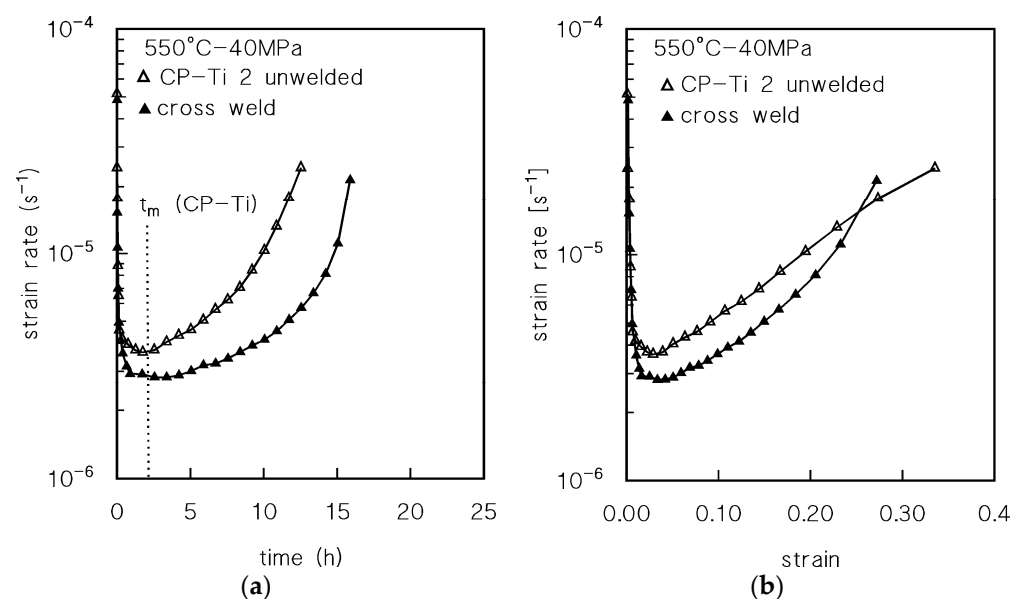 10⁻⁴
550°C-40MPa
△ CP-Ti 2 unwelded
▲ cross weld
strain rate (s⁻¹)
tₘ (CP-Ti)
10⁻⁵
10⁻⁶
0 5 10 15 20 25
time (h)
(a)
10⁻⁴
550°C-40MPa
△ CP-Ti 2 unwelded
▲ cross weld
strain rate [s⁻¹]
10⁻⁵
10⁻⁶
0.00 0.10 0.20 0.30 0.4
strain
(b)